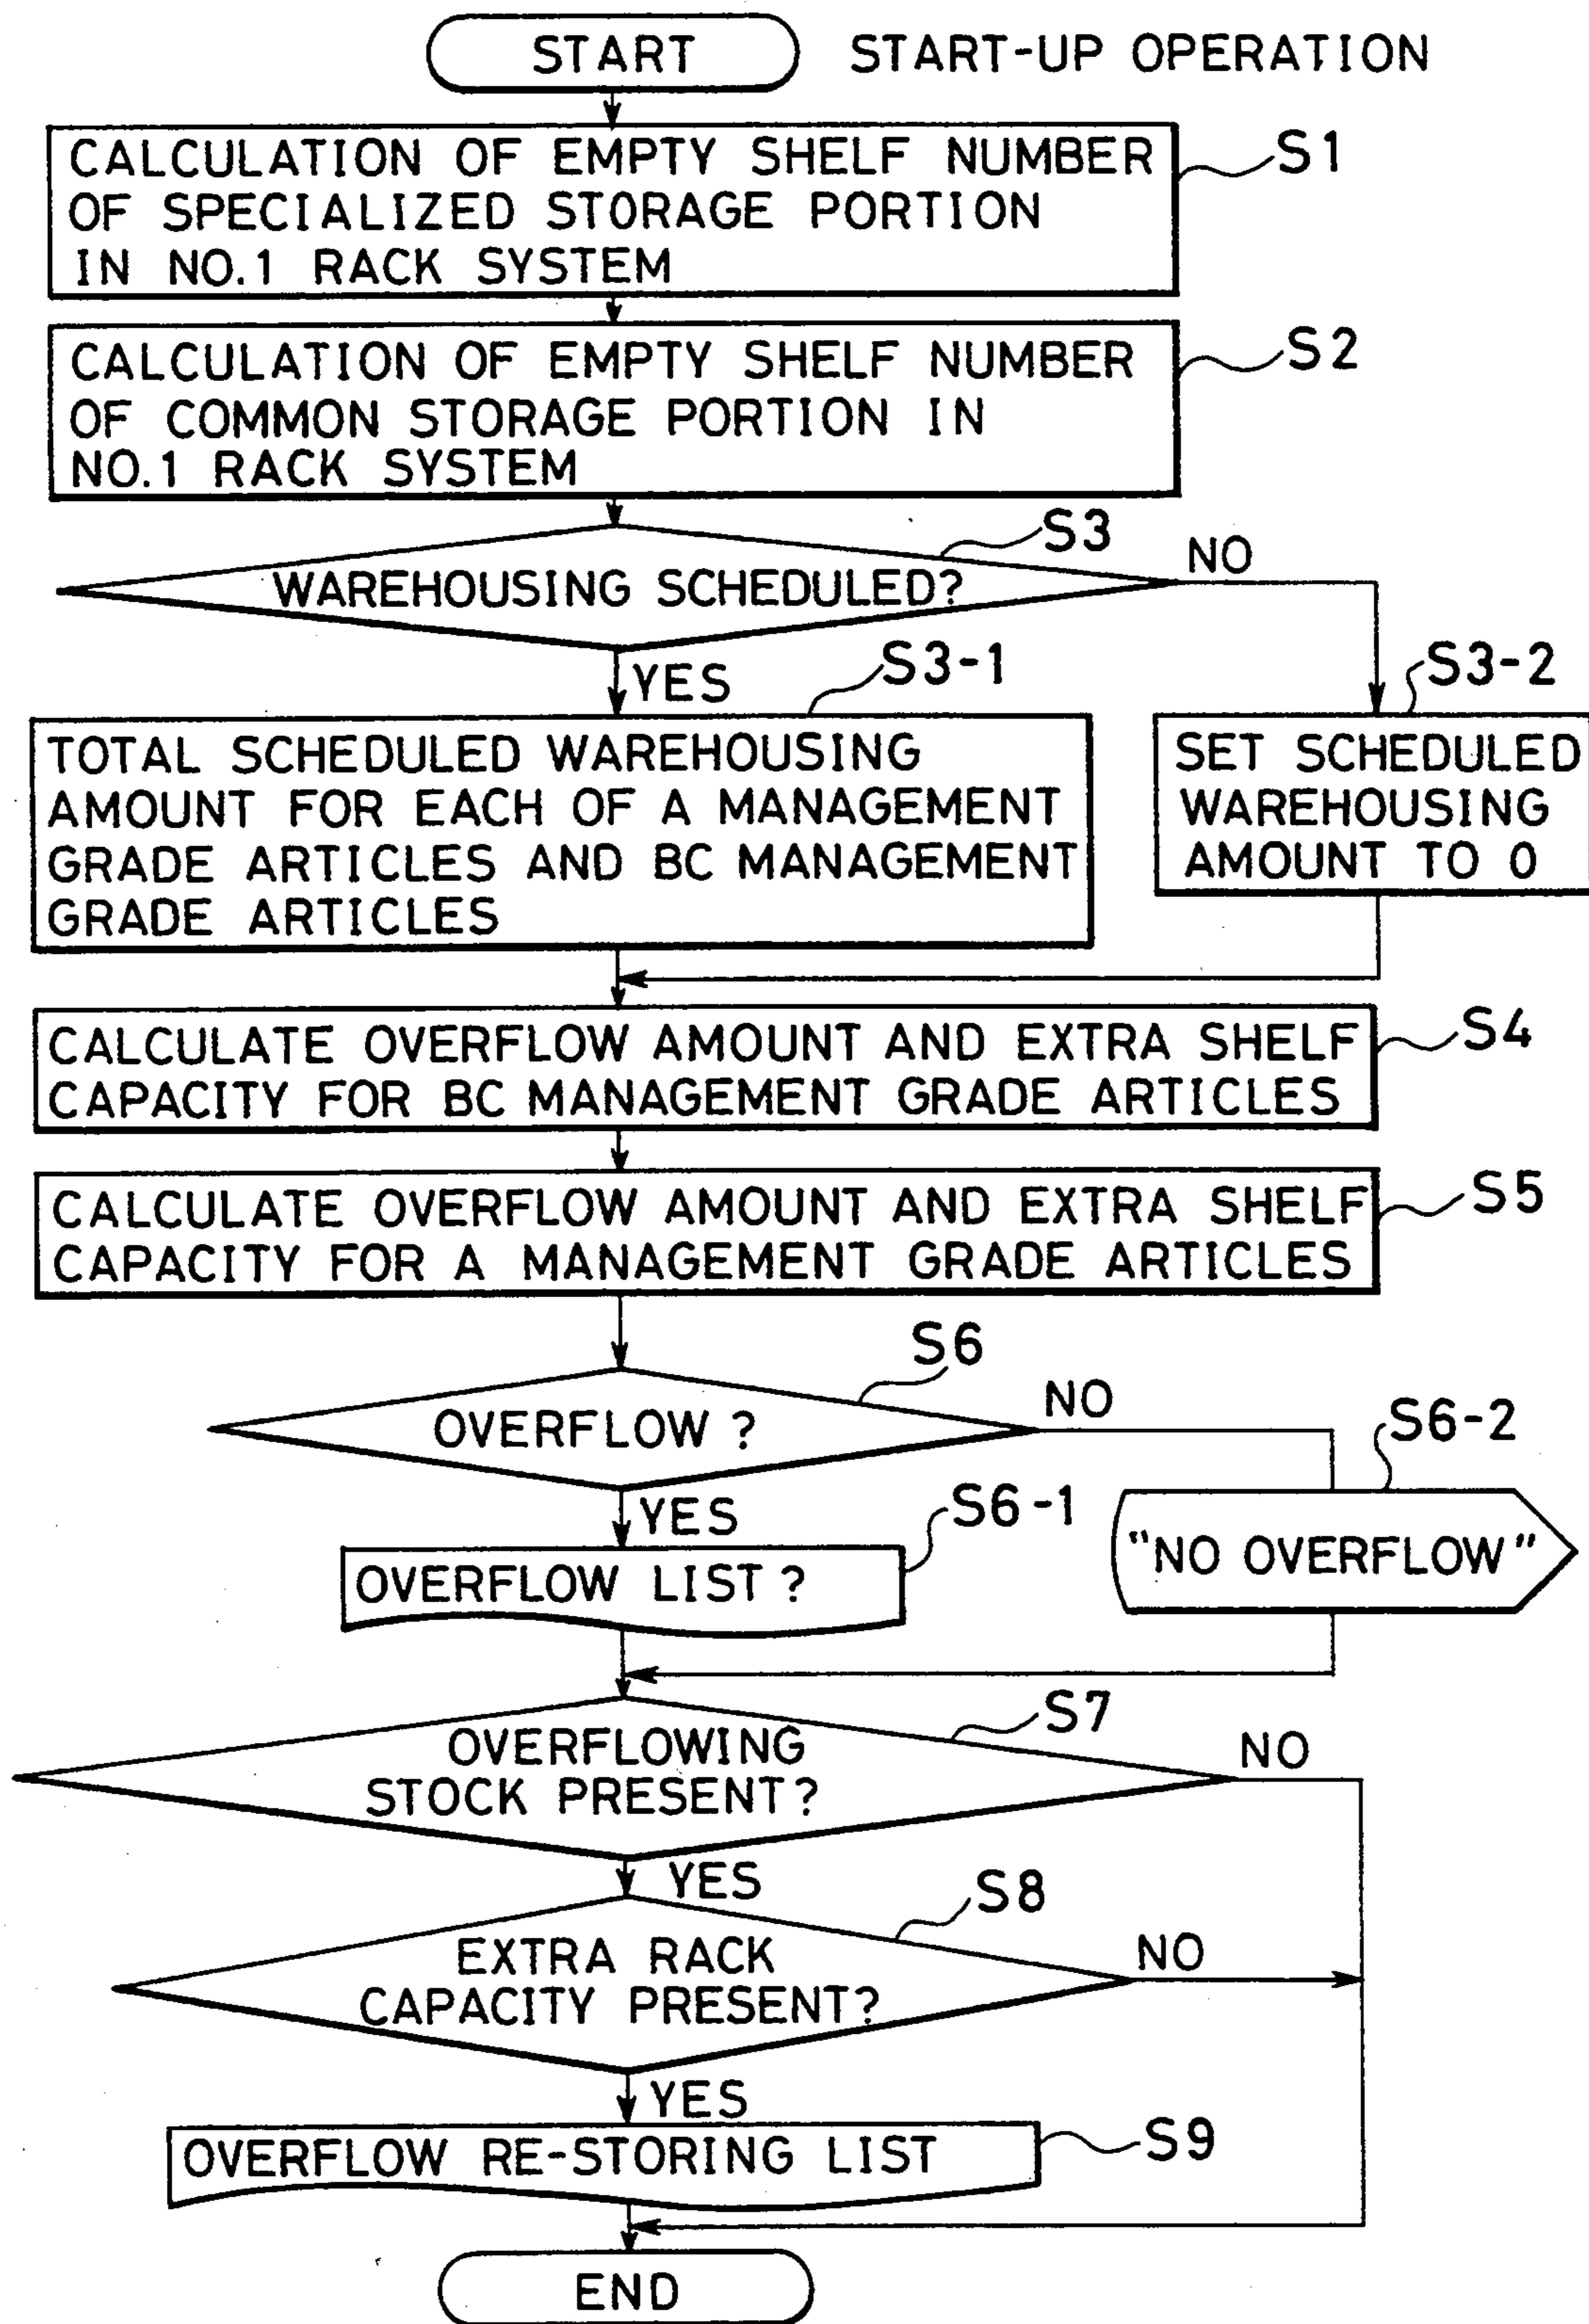 START
START-UP OPERATION
CALCULATION OF EMPTY SHELF NUMBER
OF SPECIALIZED STORAGE PORTION
IN NO.1 RACK SYSTEM
S1
CALCULATION OF EMPTY SHELF NUMBER
OF COMMON STORAGE PORTION IN
NO.1 RACK SYSTEM
S2
WAREHOUSING SCHEDULED?
S3
NO
YES
S3-1
S3-2
TOTAL SCHEDULED WAREHOUSING
AMOUNT FOR EACH OF A MANAGEMENT
GRADE ARTICLES AND BC MANAGEMENT
GRADE ARTICLES
SET SCHEDULED
WAREHOUSING
AMOUNT TO 0
CALCULATE OVERFLOW AMOUNT AND EXTRA SHELF
CAPACITY FOR BC MANAGEMENT GRADE ARTICLES
S4
CALCULATE OVERFLOW AMOUNT AND EXTRA SHELF
CAPACITY FOR A MANAGEMENT GRADE ARTICLES
S5
S6
OVERFLOW ?
NO
S6-2
YES
S6-1
OVERFLOW LIST ?
"NO OVERFLOW"
S7
OVERFLOWING
STOCK PRESENT?
NO
YES
S8
EXTRA RACK
CAPACITY PRESENT?
NO
YES
OVERFLOW RE-STORING LIST
S9
END